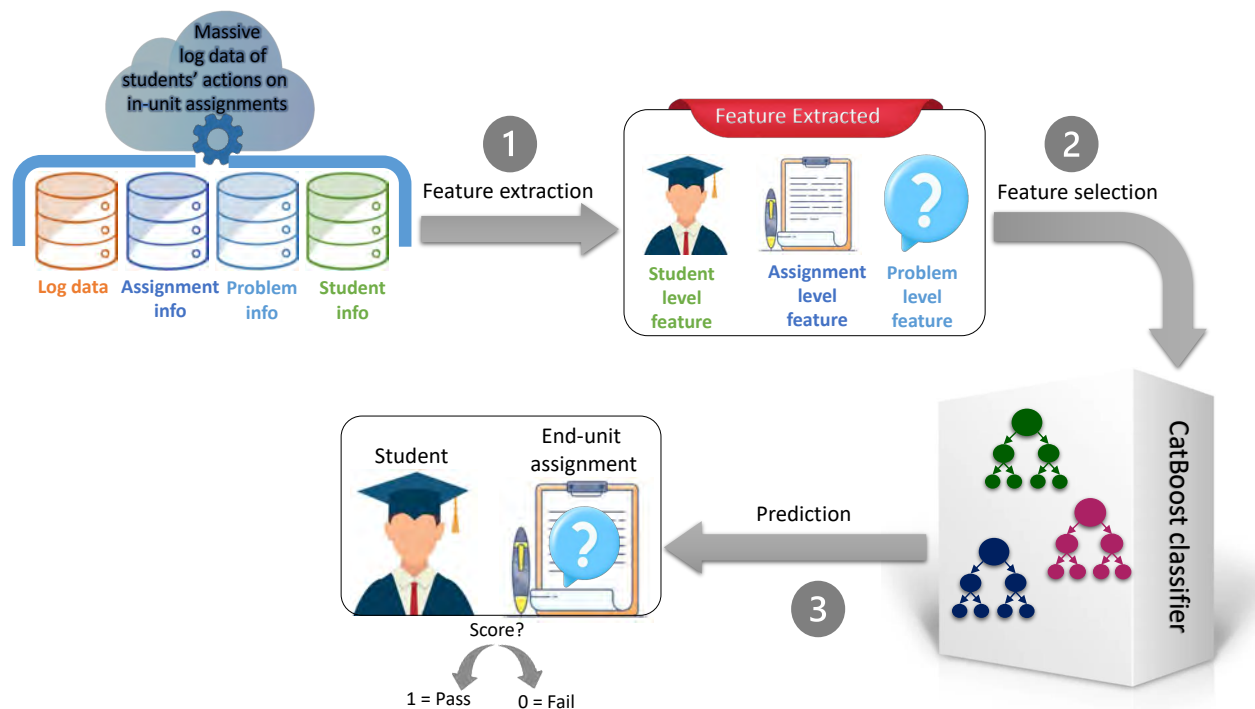 Massive
log data of
students' actions on
in-unit assignments
Log data
Assignment
info
Problem
info
Student
info
1
Feature extraction
Feature Extracted
Student
level
feature
Assignment
level
feature
?
Problem
level
feature
2
Feature selection
CatBoost classifier
Prediction
3
Student
End-unit
assignment
?
Score?
1 = Pass
0 = Fail